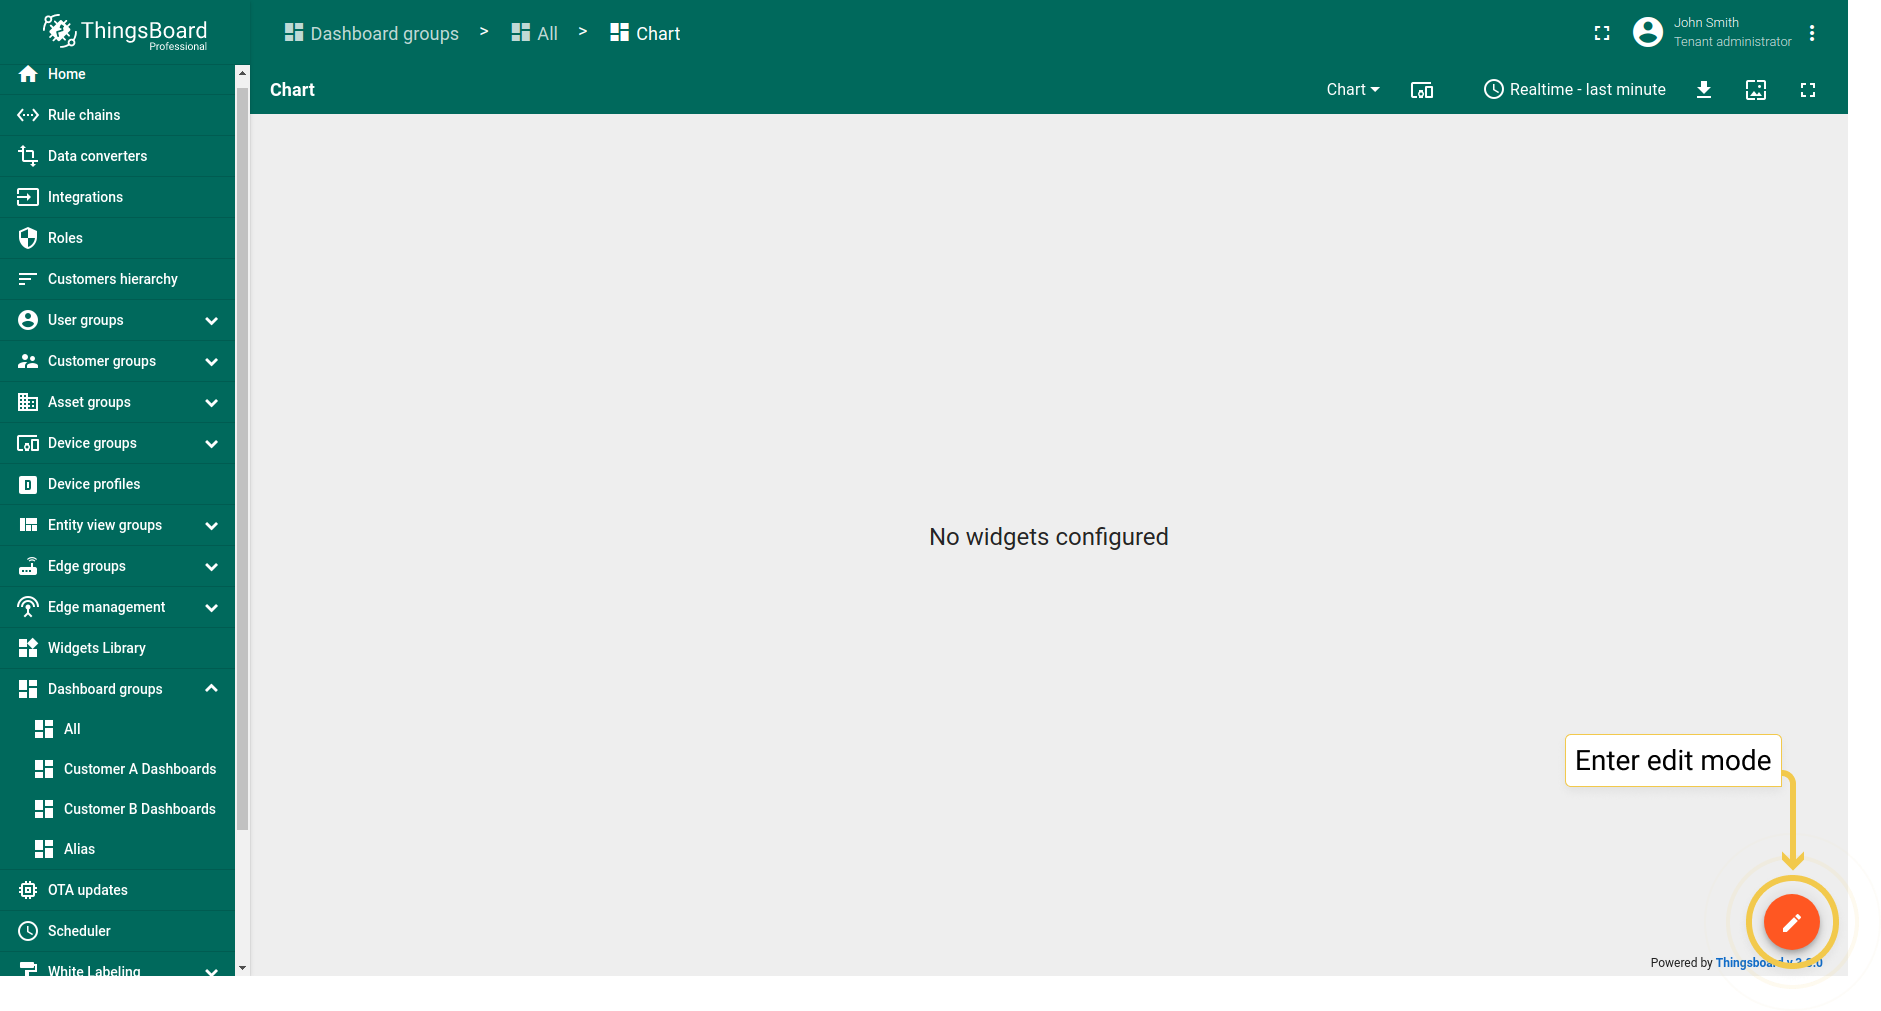 ThingsBoard
Professional
Dashboard groups > All > Chart
John Smith
Tenant administrator
Chart
Chart
Realtime - last minute
Home
Rule chains
Data converters
Integrations
Roles
Customers hierarchy
User groups
Customer groups
Asset groups
Device groups
Device profiles
Entity view groups
Edge groups
Edge management
Widgets Library
Dashboard groups
All
Customer A Dashboards
Customer B Dashboards
Alias
OTA updates
Scheduler
White Labeling
No widgets configured
Enter edit mode
Powered by Thingsboard